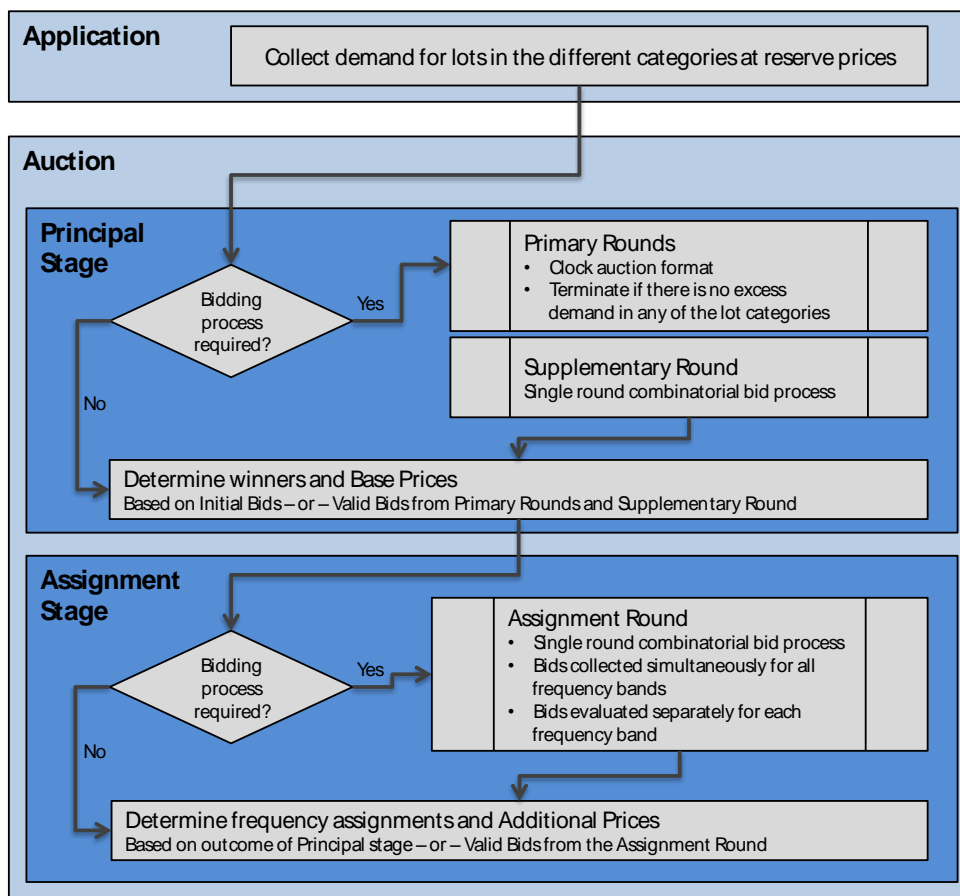 Application
Collect demand for lots in the different categories at reserve prices
Auction
Principal
Stage
Bidding
process
required?
Yes
No
Primary Rounds
• Clock auction format
• Terminate if there is no excess
demand in any of the lot categories
Supplementary Round
Single round combinatorial bid process
Determine winners and Base Prices
Based on Initial Bids – or – Valid Bids from Primary Rounds and Supplementary Round
Assignment
Stage
Bidding
process
required?
Yes
No
Assignment Round
• Single round combinatorial bid process
• Bids collected simultaneously for all
frequency bands
• Bids evaluated separately for each
frequency band
Determine frequency assignments and Additional Prices
Based on outcome of Principal stage – or – Valid Bids from the Assignment Round